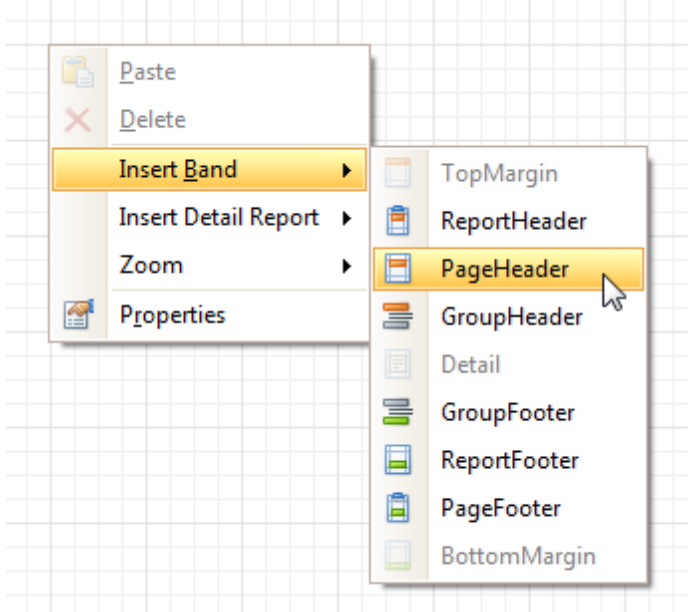 Paste
Delete
Insert Band
Insert Detail Report
Zoom
Properties
TopMargin
ReportHeader
PageHeader
GroupHeader
Detail
GroupFooter
ReportFooter
PageFooter
BottomMargin